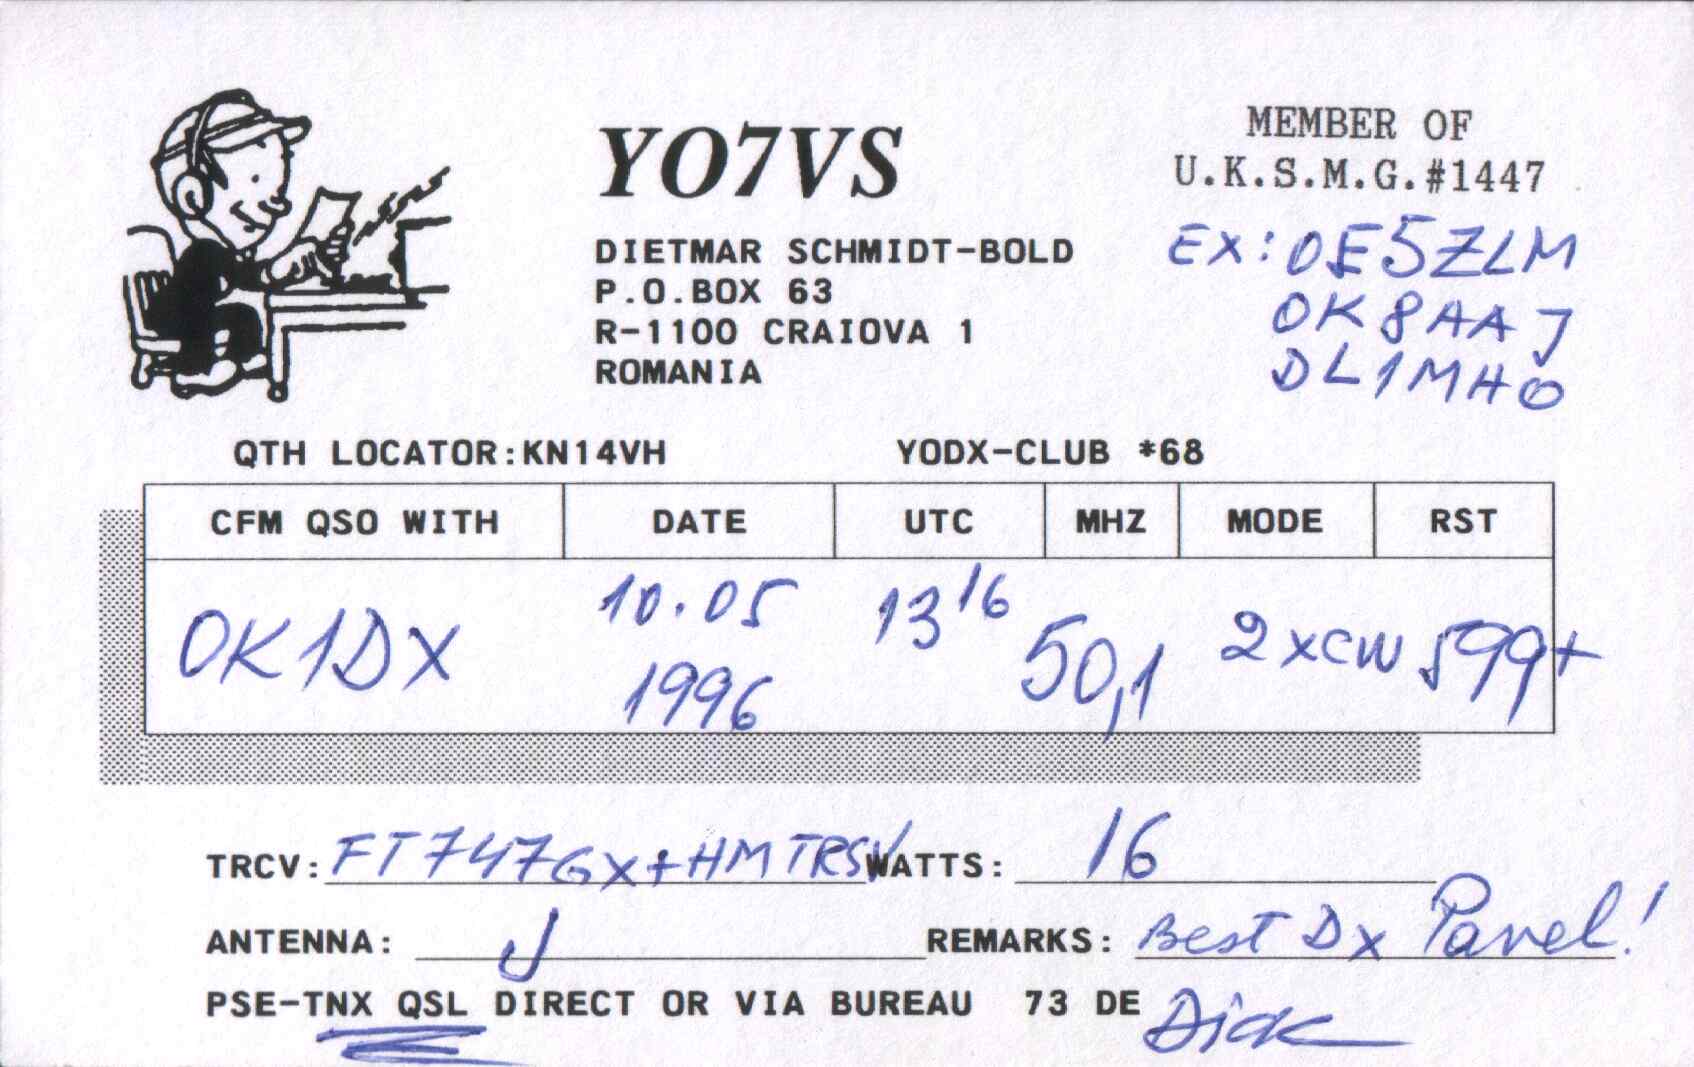 YO7VS
MEMBER OF
U.K.S.M.G.#1447
DIETMAR SCHMIDT-BOLD
P.O.BOX 63
R-1100 CRAIOVA 1
ROMANIA
EX: OE5ZLM
OK8AAJ
DL1MHO
QTH LOCATOR:KN14VH YODX-CLUB *68
CFM QSO WITH DATE UTC MHZ MODE RST
OK1DX 10.05 1996 13 16 50,1 2xCW 599+
TRCV: FT747GX+HM TRSV WATTS: 16
ANTENNA: J REMARKS: Best Dx Pavel!
PSE-TNX QSL DIRECT OR VIA BUREAU 73 DE Dick